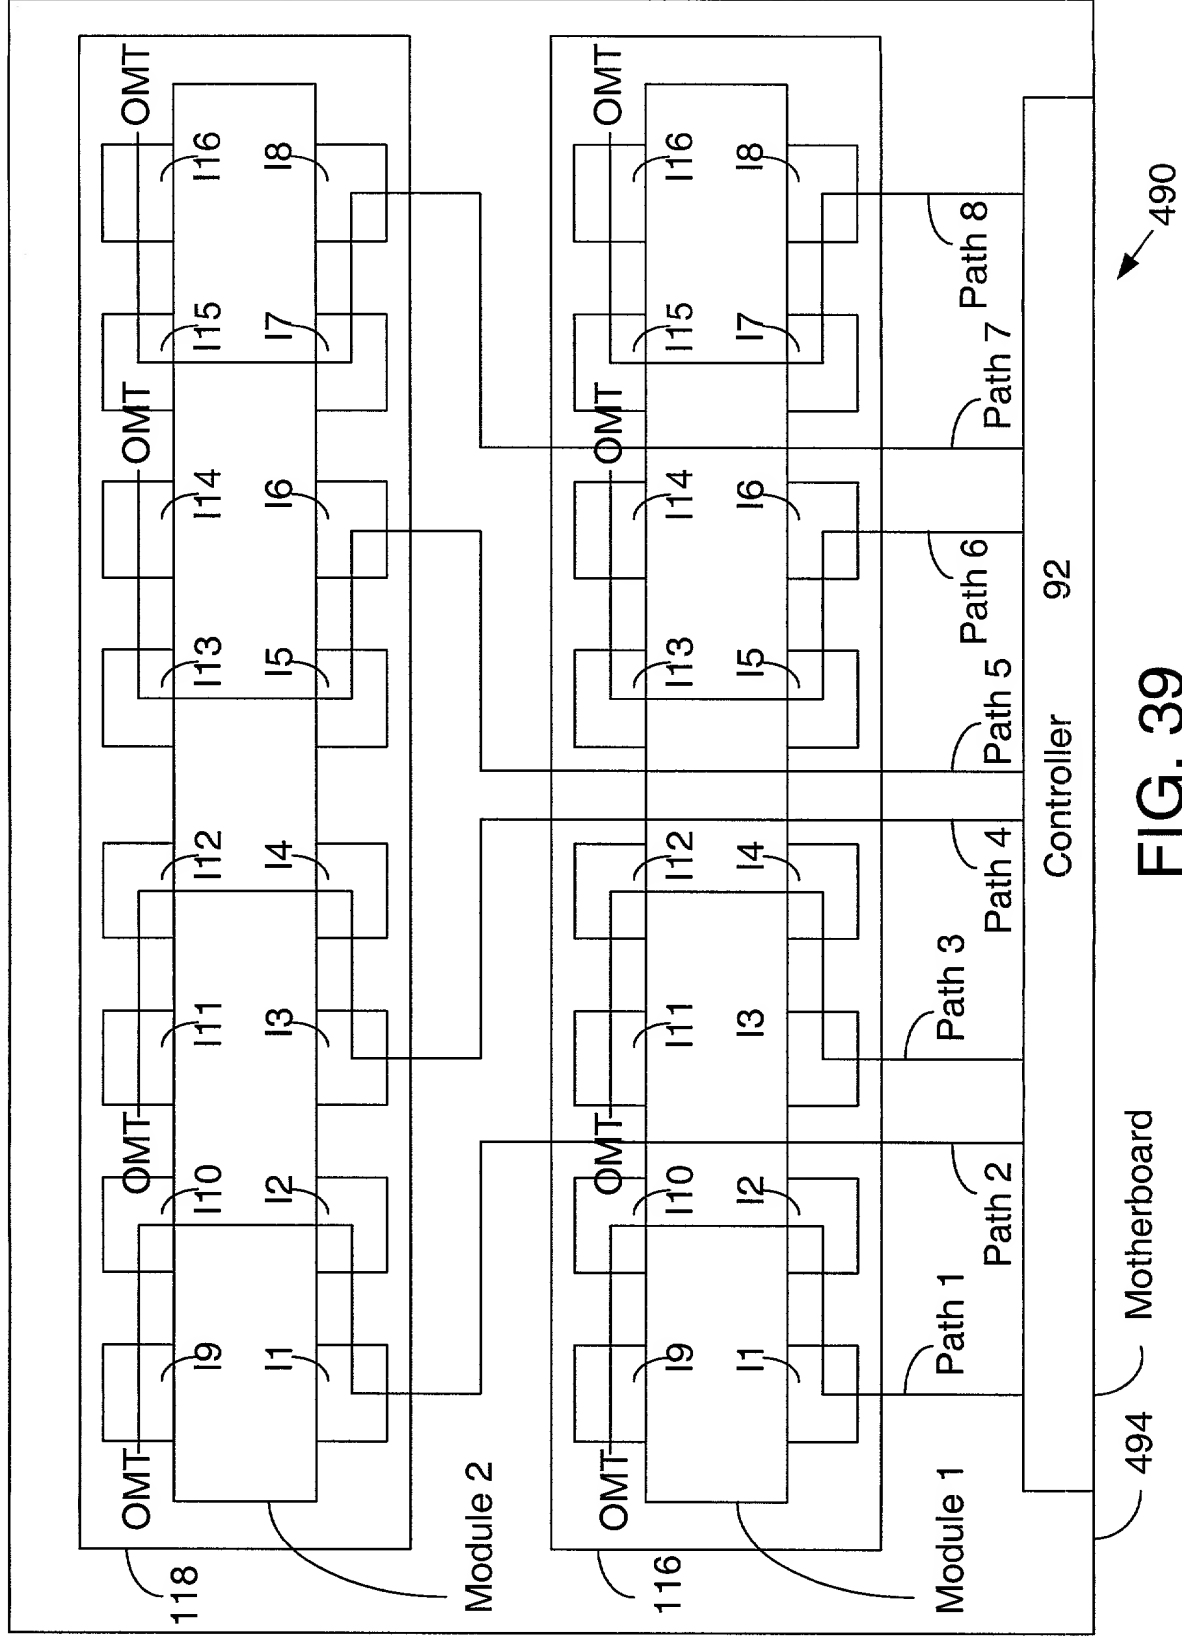 OMT
OMT
OMT
OMT
I9
I10
I11
I12
I13
I14
I15
I16
I1
I2
I3
I4
I5
I6
I7
I8
118
Module 2
OMT
OMT
OMT
OMT
I9
I10
I11
I12
I13
I14
I15
I16
I1
I2
I3
I4
I5
I6
I7
I8
116
Module 1
Path 1
Path 2
Path 3
Path 4
Path 5
Path 6
Path 7
Path 8
Controller 92
494
Motherboard
490
FIG. 39